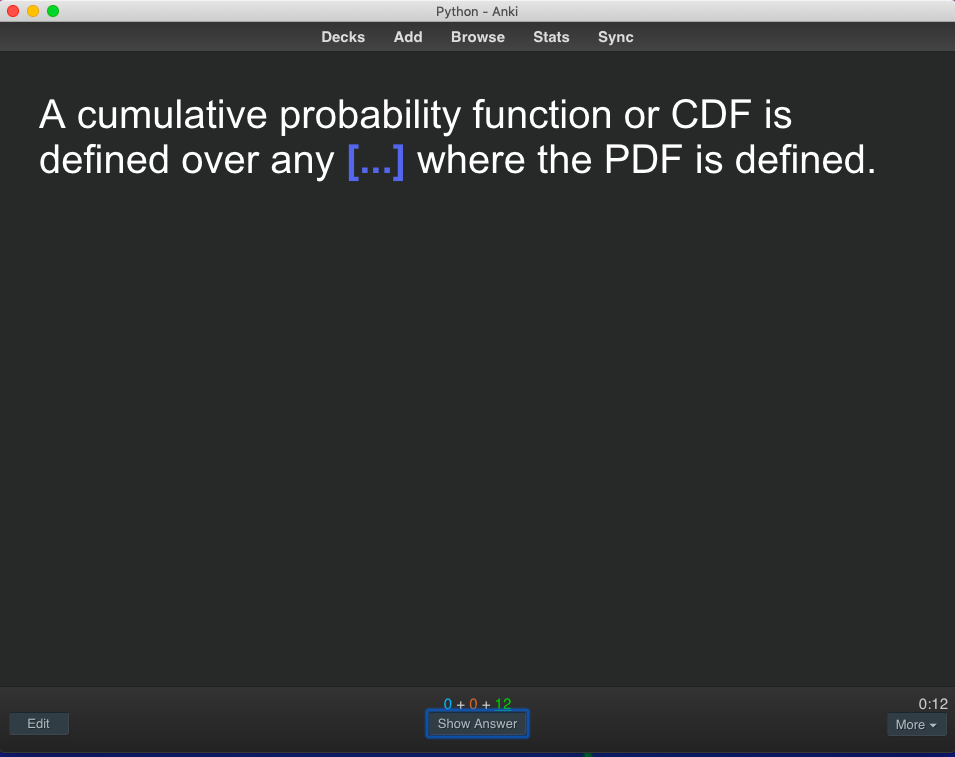 Python - Anki
Decks Add Browse Stats Sync
A cumulative probability function or CDF is
defined over any [...] where the PDF is defined.
0 + 0 + 12
0:12
Edit
Show Answer
More